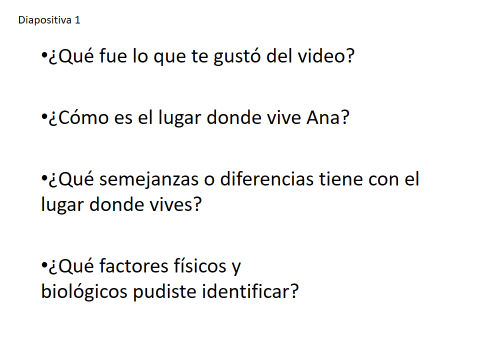 Diapositiva 1
•¿Qué fue lo que te gustó del video?
•¿Cómo es el lugar donde vive Ana?
•¿Qué semejanzas o diferencias tiene con el
lugar donde vives?
•¿Qué factores físicos y
biológicos pudiste identificar?